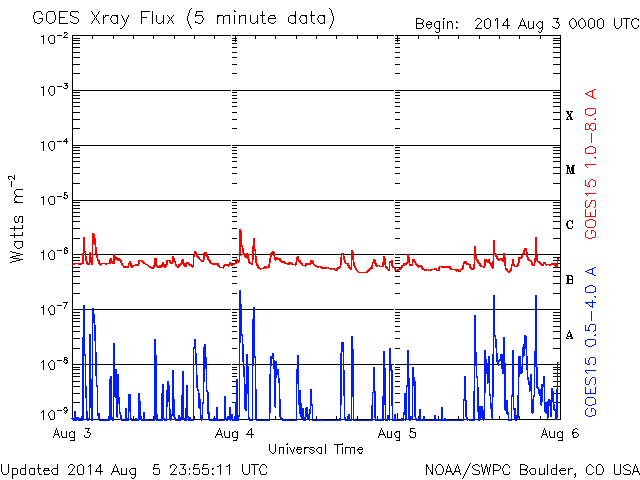 GOES Xray Flux (5 minute data)
Begin: 2014 Aug 3 0000 UTC
10⁻²
10⁻³
10⁻⁴
10⁻⁵
10⁻⁶
10⁻⁷
10⁻⁸
10⁻⁹
Watts m⁻²
X
M
C
B
A
GOES15 1.0-8.0 A
GOES15 0.5-4.0 A
Aug 3
Aug 4
Aug 5
Aug 6
Universal Time
Updated 2014 Aug 5 23:55:11 UTC
NOAA/SWPC Boulder, CO USA